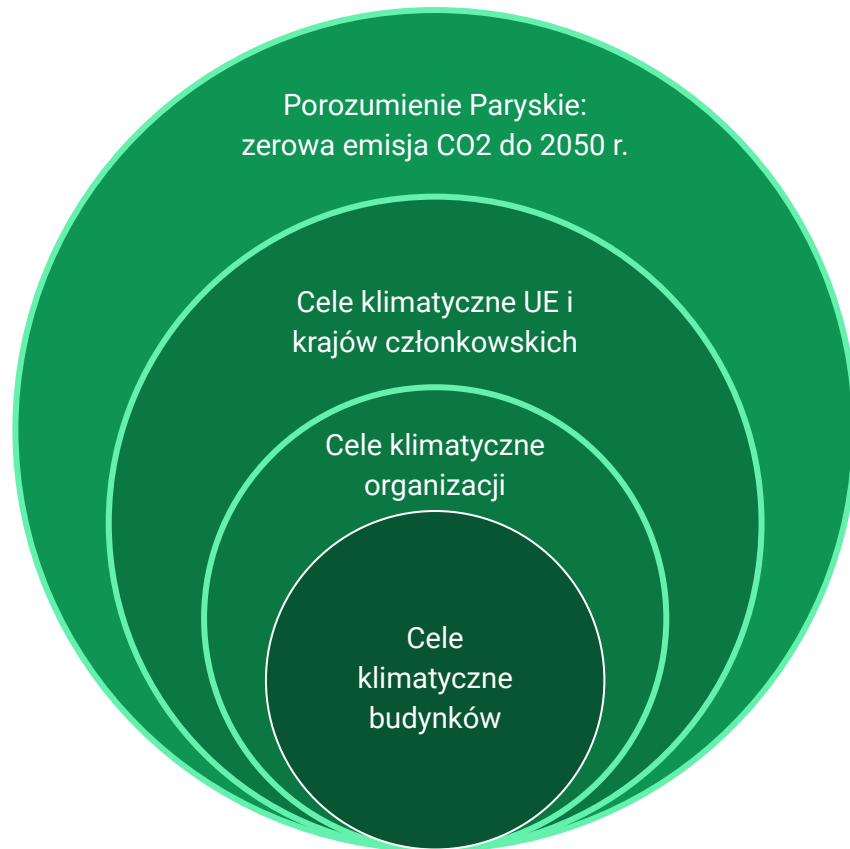 Porozumienie Paryskie:
zerowa emisja CO2 do 2050 r.
Cele klimatyczne UE i
krajów członkowskich
Cele klimatyczne
organizacji
Cele
klimatyczne
budynków